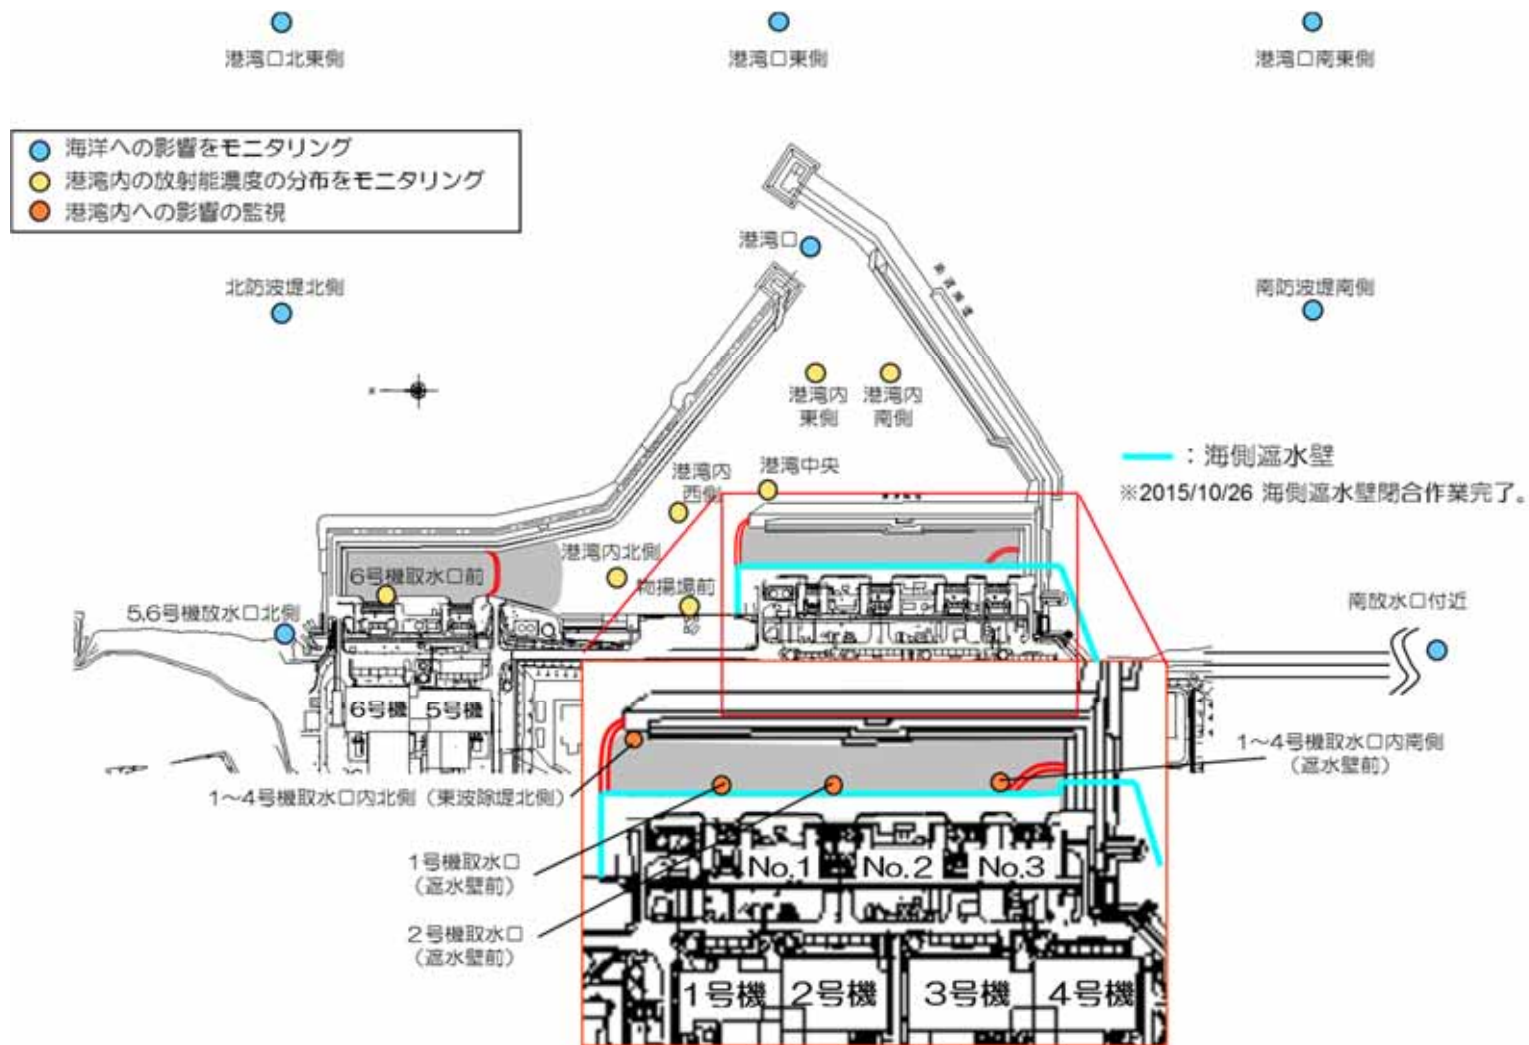 港湾口北東側
港湾口東側
港湾口南東側
海洋への影響をモニタリング
港湾内の放射能濃度の分布をモニタリング
港湾内への影響の監視
港湾口
北防波堤北側
南防波堤南側
港湾内
東側
港湾内
南側
:海側遮水壁
※2015/10/26 海側遮水壁閉合作業完了。
港湾中央
港湾内
西側
港湾内北側
物揚場前
6号機取水口前
5,6号機放水口北側
南放水口付近
6号機
5号機
1~4号機取水口内南側
(遮水壁前)
1~4号機取水口内北側(東波除堤北側)
1号機取水口
(遮水壁前)
2号機取水口
(遮水壁前)
No.1
No.2
No.3
1号機
2号機
3号機
4号機